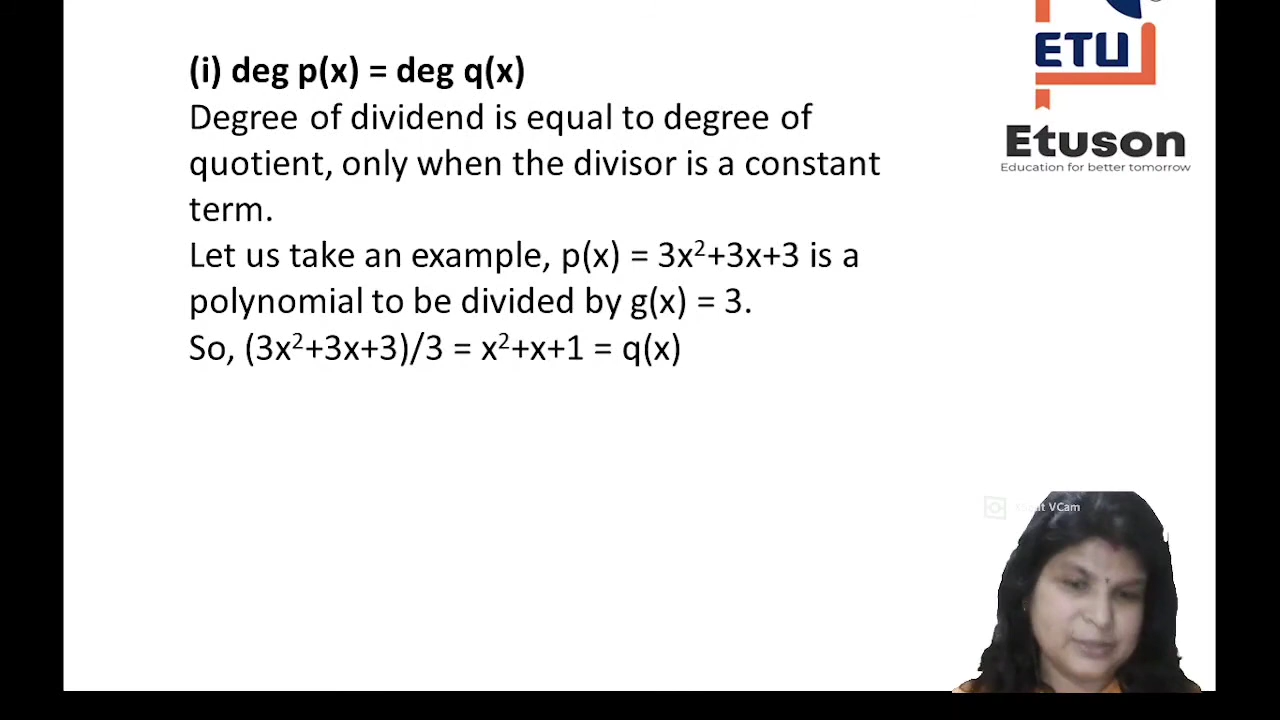 (i) deg p(x) = deg q(x)
Degree of dividend is equal to degree of
quotient, only when the divisor is a constant
term.
Let us take an example, p(x) = 3x²+3x+3 is a
polynomial to be divided by g(x) = 3.
So, (3x²+3x+3)/3 = x²+x+1 = q(x)
ETU
Etuson
Education for better tomorrow
VCam